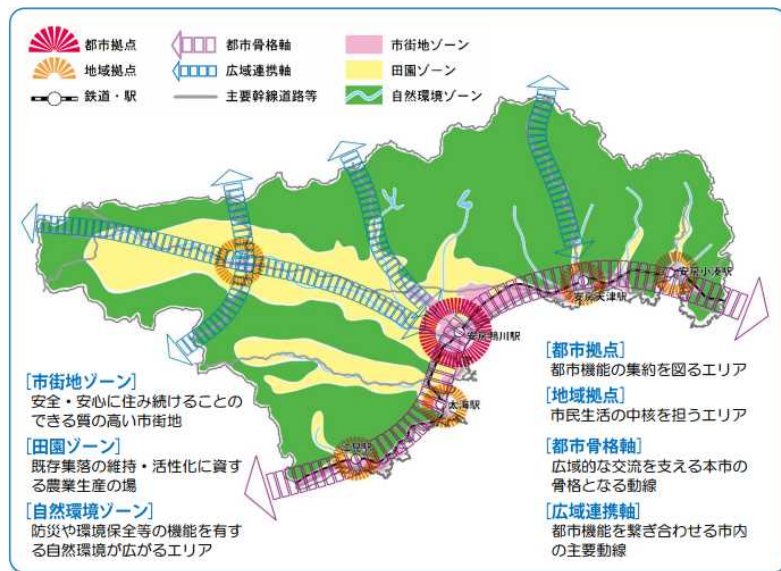 都市拠点
都市骨格軸
市街地ゾーン
地域拠点
広域連携軸
田園ゾーン
鉄道・駅
主要幹線道路等
自然環境ゾーン
安房小湊駅
安房天津駅
安房鴨川駅
太海駅
江見駅
[市街地ゾーン]
安全・安心に住み続けることの
できる質の高い市街地
[田園ゾーン]
既存集落の維持・活性化に資す
る農業生産の場
[自然環境ゾーン]
防災や環境保全等の機能を有す
る自然環境が広がるエリア
[都市拠点]
都市機能の集約を図るエリア
[地域拠点]
市民生活の中核を担うエリア
[都市骨格軸]
広域的な交流を支える本市の
骨格となる動線
[広域連携軸]
都市機能を繋ぎ合わせる市内
の主要動線